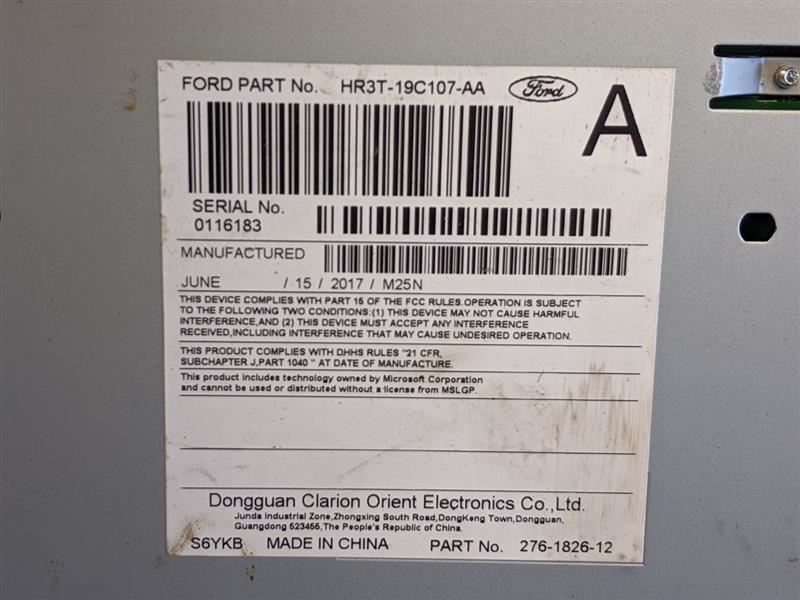 FORD PART No. HR3T-19C107-AA Ford A
SERIAL No.
0116183
MANUFACTURED
JUNE / 15 / 2017 / M25N
THIS DEVICE COMPLIES WITH PART 15 OF THE FCC RULES.OPERATION IS SUBJECT
TO THE FOLLOWING TWO CONDITIONS:(1) THIS DEVICE MAY NOT CAUSE HARMFUL
INTERFERENCE,AND (2) THIS DEVICE MUST ACCEPT ANY INTERFERENCE
RECEIVED,INCLUDING INTERFERENCE THAT MAY CAUSE UNDESIRED OPERATION.
THIS PRODUCT COMPLIES WITH DHHS RULES "21 CFR,
SUBCHAPTER J,PART 1040 " AT DATE OF MANUFACTURE.
This product includes technology owned by Microsoft Corporation
and cannot be used or distributed without a license from MSLGP.
Dongguan Clarion Orient Electronics Co.,Ltd.
Junda Industrial Zone,Zhongxing South Road,DongKeng Town,Dongguan,
Guangdong 523455,The People's Republic of China.
S6YKB MADE IN CHINA PART No. 276-1826-12